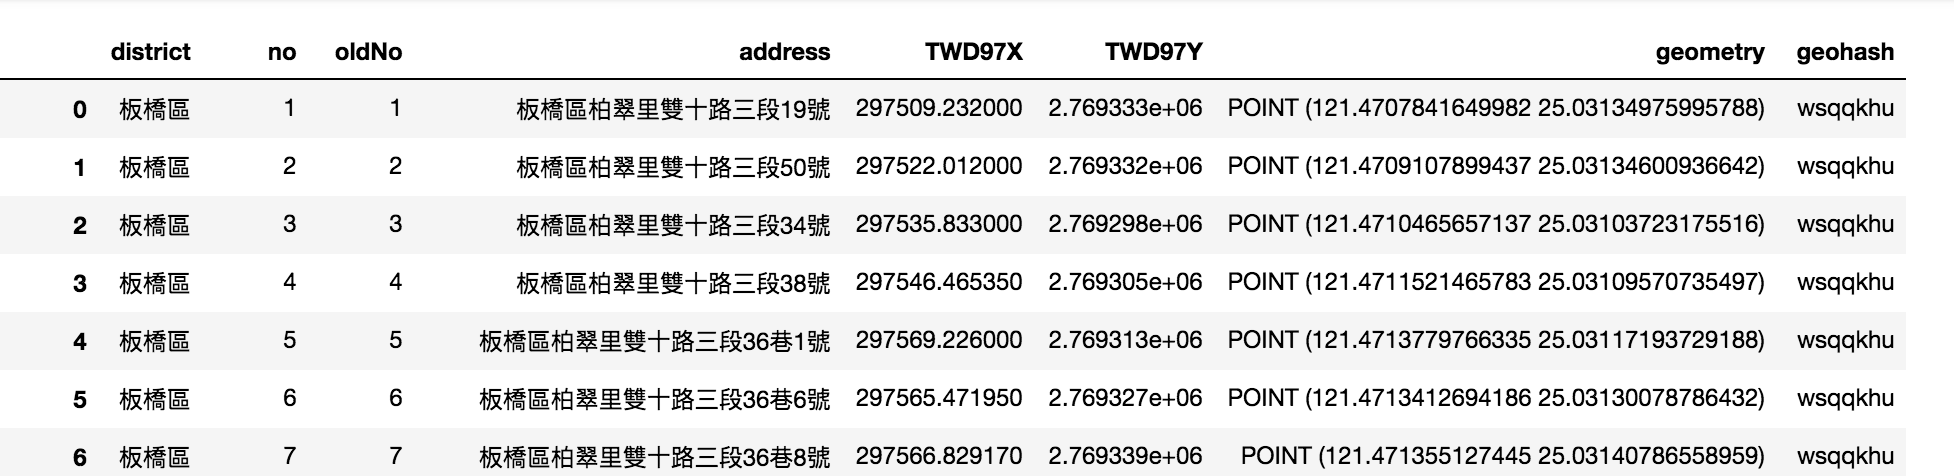 district no oldNo address TWD97X TWD97Y geometry geohash
0 板橋區 1 1 板橋區柏翠里雙十路三段19號 297509.232000 2.769333e+06 POINT (121.4707841649982 25.03134975995788) wsqqkhu
1 板橋區 2 2 板橋區柏翠里雙十路三段50號 297522.012000 2.769332e+06 POINT (121.4709107899437 25.03134600936642) wsqqkhu
2 板橋區 3 3 板橋區柏翠里雙十路三段34號 297535.833000 2.769298e+06 POINT (121.4710465657137 25.03103723175516) wsqqkhu
3 板橋區 4 4 板橋區柏翠里雙十路三段38號 297546.465350 2.769305e+06 POINT (121.4711521465783 25.03109570735497) wsqqkhu
4 板橋區 5 5 板橋區柏翠里雙十路三段36巷1號 297569.226000 2.769313e+06 POINT (121.4713779766335 25.03117193729188) wsqqkhu
5 板橋區 6 6 板橋區柏翠里雙十路三段36巷6號 297565.471950 2.769327e+06 POINT (121.4713412694186 25.03130078786432) wsqqkhu
6 板橋區 7 7 板橋區柏翠里雙十路三段36巷8號 297566.829170 2.769339e+06 POINT (121.471355127445 25.03140786558959) wsqqkhu